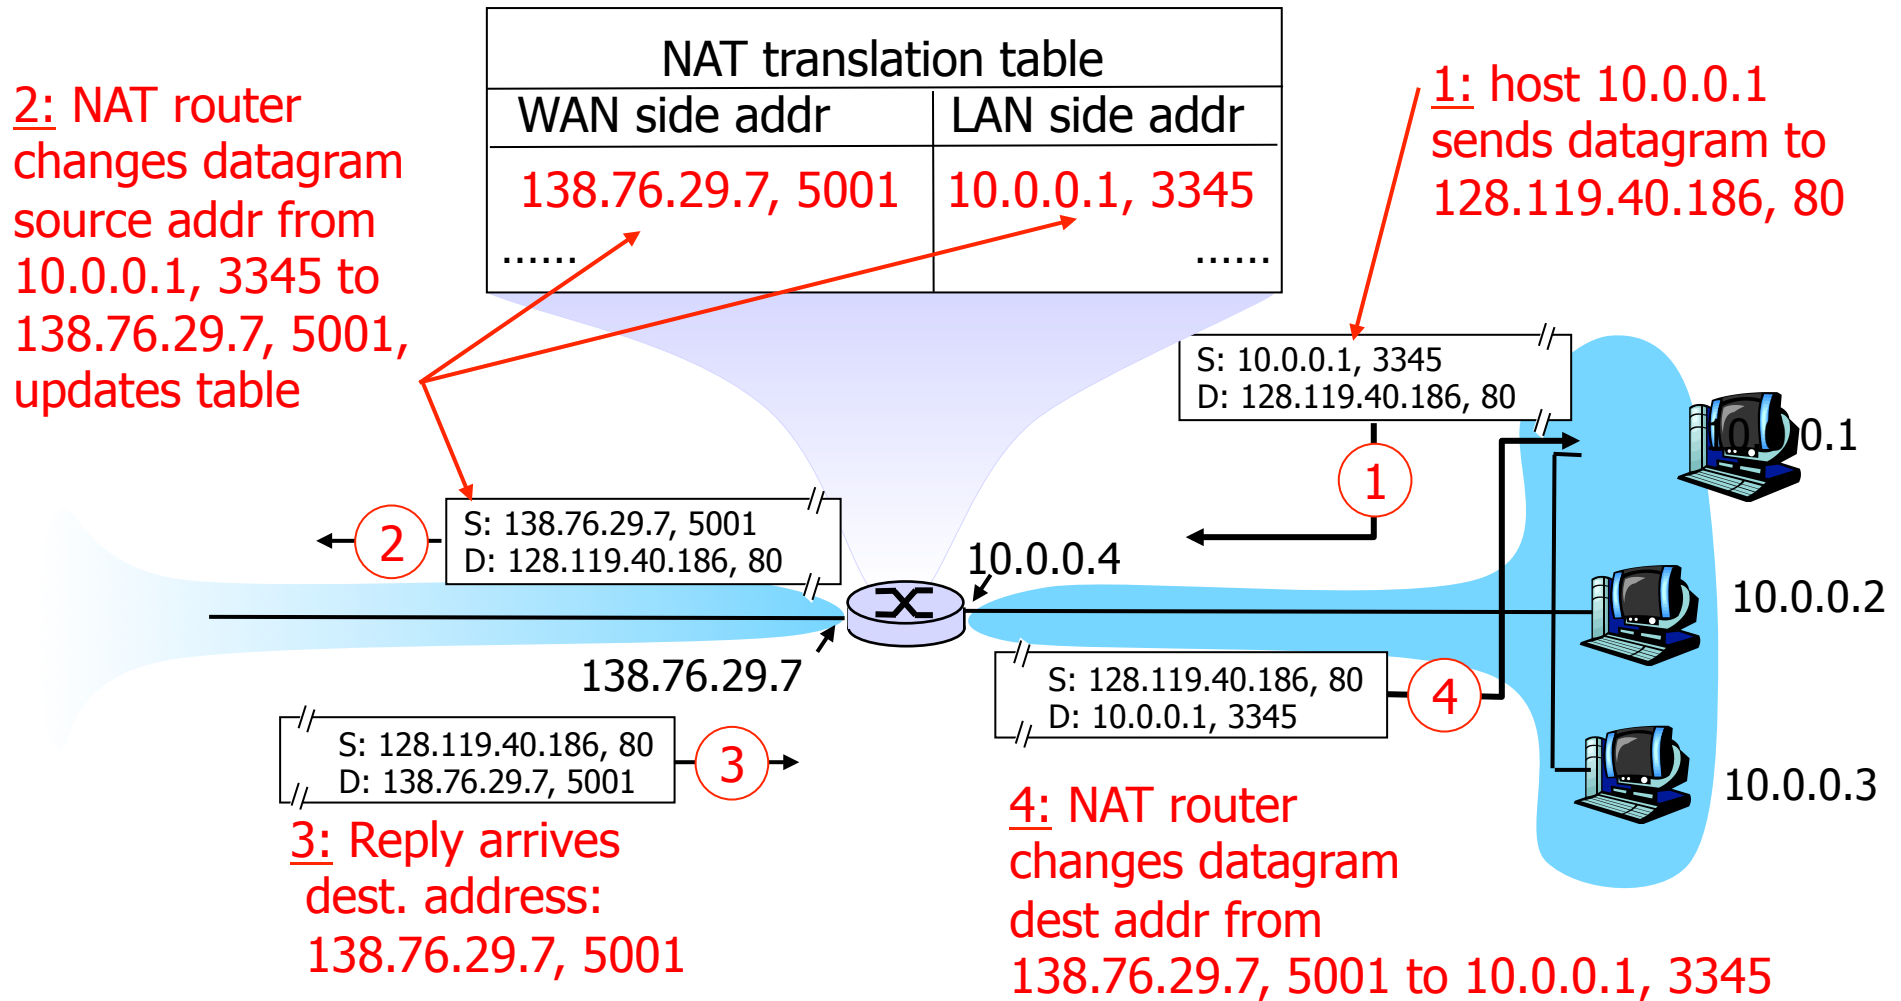 NAT translation table
WAN side addr
LAN side addr
138.76.29.7, 5001
10.0.0.1, 3345
......
......
2: NAT router
changes datagram
source addr from
10.0.0.1, 3345 to
138.76.29.7, 5001,
updates table
1: host 10.0.0.1
sends datagram to
128.119.40.186, 80
S: 10.0.0.1, 3345
D: 128.119.40.186, 80
1
10.0.0.1
S: 138.76.29.7, 5001
D: 128.119.40.186, 80
2
10.0.0.4
10.0.0.2
138.76.29.7
S: 128.119.40.186, 80
D: 10.0.0.1, 3345
4
S: 128.119.40.186, 80
D: 138.76.29.7, 5001
3
10.0.0.3
3: Reply arrives
dest. address:
138.76.29.7, 5001
4: NAT router
changes datagram
dest addr from
138.76.29.7, 5001 to 10.0.0.1, 3345